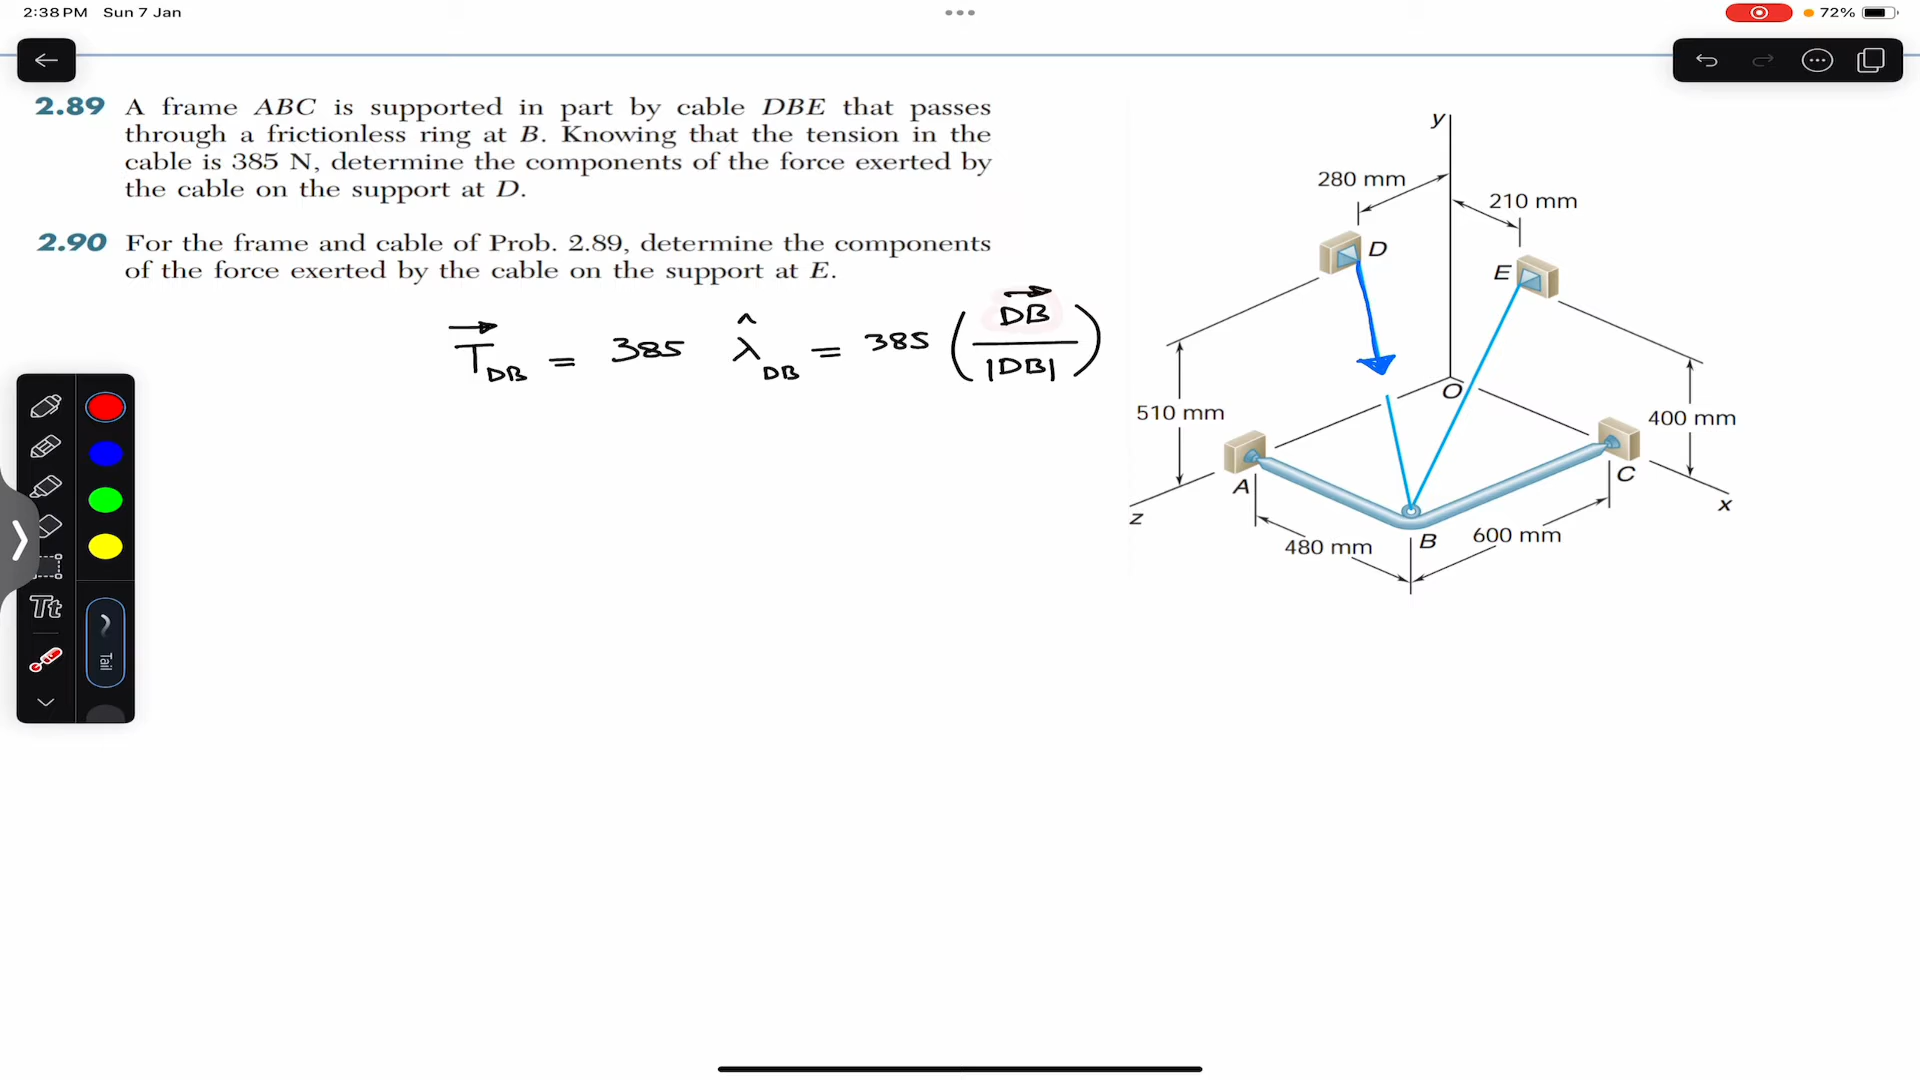 2:38 PM Sun 7 Jan
72%
2.89 A frame ABC is supported in part by cable DBE that passes
through a frictionless ring at B. Knowing that the tension in the
cable is 385 N, determine the components of the force exerted by
the cable on the support at D.
2.90 For the frame and cable of Prob. 2.89, determine the components
of the force exerted by the cable on the support at E.
T⃗_DB = 385 λ̂_DB = 385 (D⃗B⃗ / |DB|)
y
280 mm
210 mm
D
E
O
510 mm
400 mm
A
C
z
x
480 mm
B
600 mm
Tt
Tail